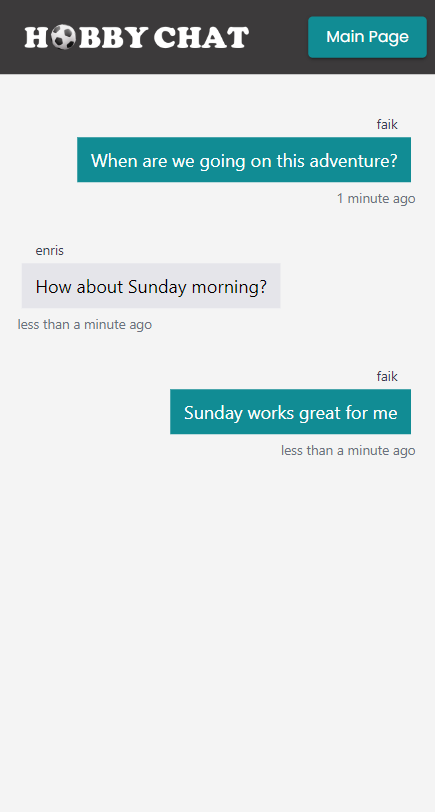 HOBBY CHAT
Main Page
faik
When are we going on this adventure?
1 minute ago
enris
How about Sunday morning?
less than a minute ago
faik
Sunday works great for me
less than a minute ago